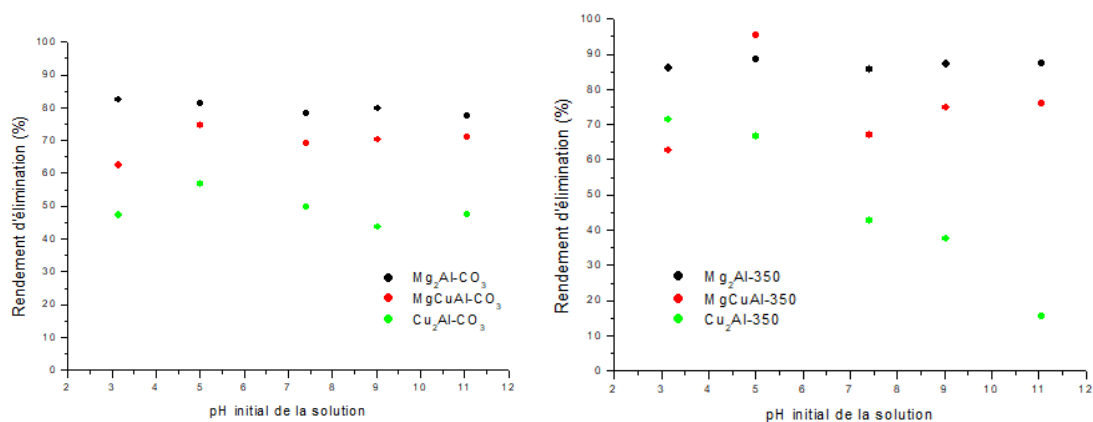 100
90
80
70
60
50
40
30
20
10
0
Rendement d'élimination (%)
Mg₂Al-CO₃
MgCuAl-CO₃
Cu₂Al-CO₃
2 3 4 5 6 7 8 9 10 11 12
pH initial de la solution
100
90
80
70
60
50
40
30
20
10
0
Rendement d'élimination (%)
Mg₂Al-350
MgCuAl-350
Cu₂Al-350
2 3 4 5 6 7 8 9 10 11 12
pH initial de la solution